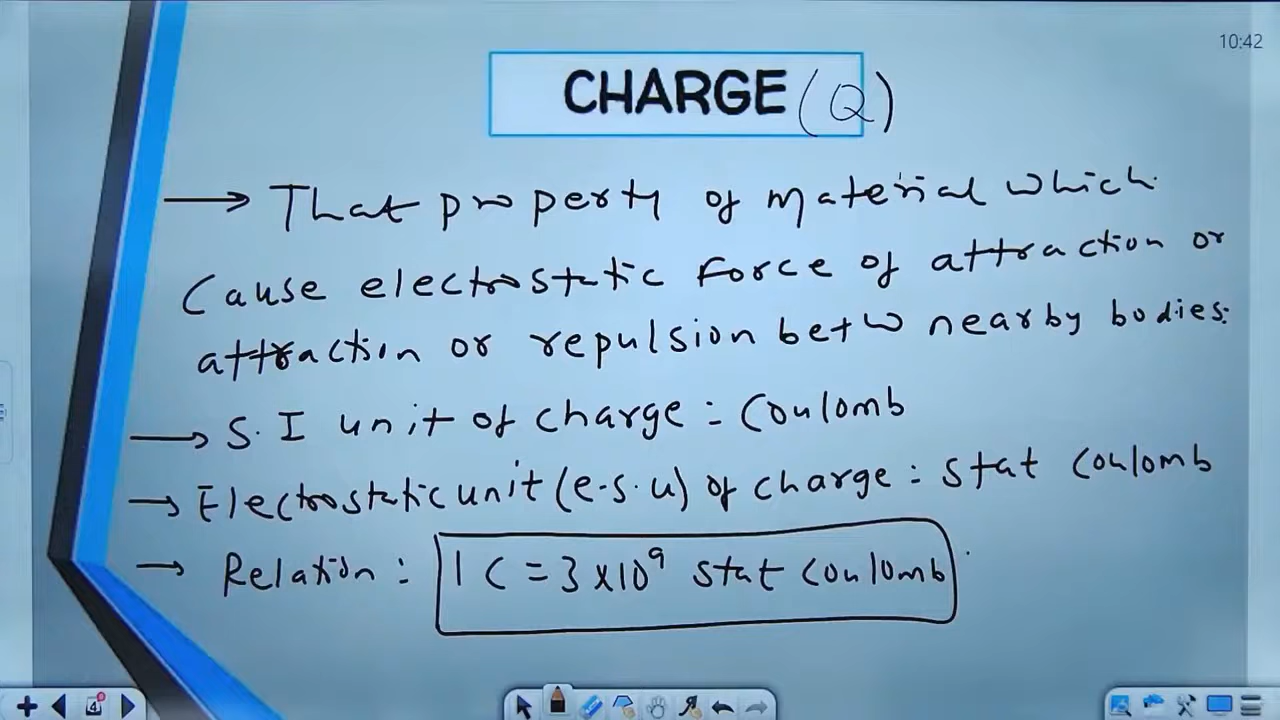 10:42
CHARGE (Q)
→ That property of material which
Cause electrostatic force of attraction or
attraction or repulsion betw nearby bodies.
→ S.I unit of charge = Coulomb
→ Electrostatic unit (e.s.u) of charge : stat Coulomb
→ Relation : 1 C = 3 x 10⁹ stat Coulomb
4